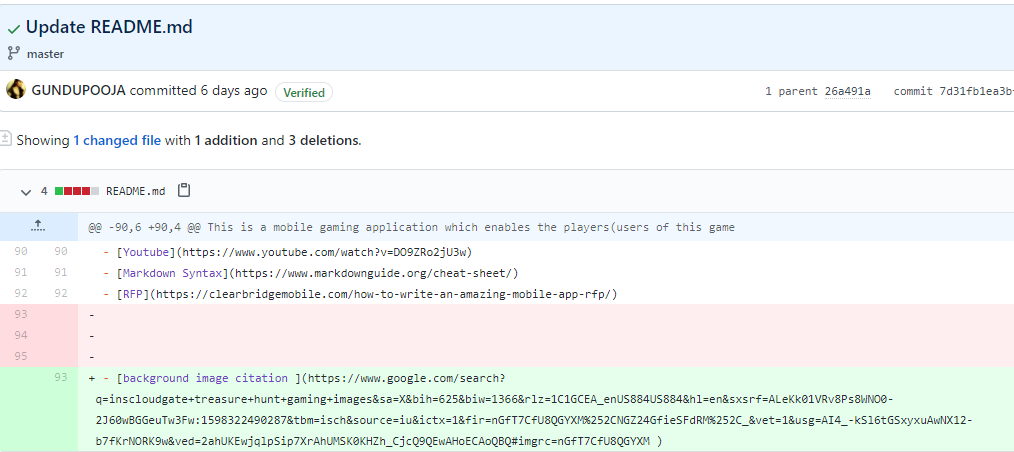 Update README.md
master
GUNDUPOOJA committed 6 days ago Verified 1 parent 26a491a commit 7d31fb1ea3b
Showing 1 changed file with 1 addition and 3 deletions.
4 README.md
@@ -90,6 +90,4 @@ This is a mobile gaming application which enables the players(users of this game
90 90 - [Youtube](https://www.youtube.com/watch?v=DO9ZRo2jU3w)
91 91 - [Markdown Syntax](https://www.markdownguide.org/cheat-sheet/)
92 92 - [RFP](https://clearbridgemobile.com/how-to-write-an-amazing-mobile-app-rfp/)
93 -
94 -
95 -
93 + - [background image citation ](https://www.google.com/search?
q=inscloudgate+treasure+hunt+gaming+images&sa=X&bih=625&biw=1366&rlz=1C1GCEA_enUS884US884&hl=en&sxsrf=ALeKk01VRv8Ps8WNO0-
2J60wBGGeuTw3Fw:1598322490287&tbm=isch&source=iu&ictx=1&fir=nGfT7CfU8QGYXM%252CNGZ24GfieSFdRM%252C_&vet=1&usg=AI4_-kSl6tGSxyxuAwNX12-
b7fKrNORK9w&ved=2ahUKEwjqlpSip7XrAhUMSK0KHZh_CjcQ9QEwAHoECAoQBQ#imgrc=nGfT7CfU8QGYXM )